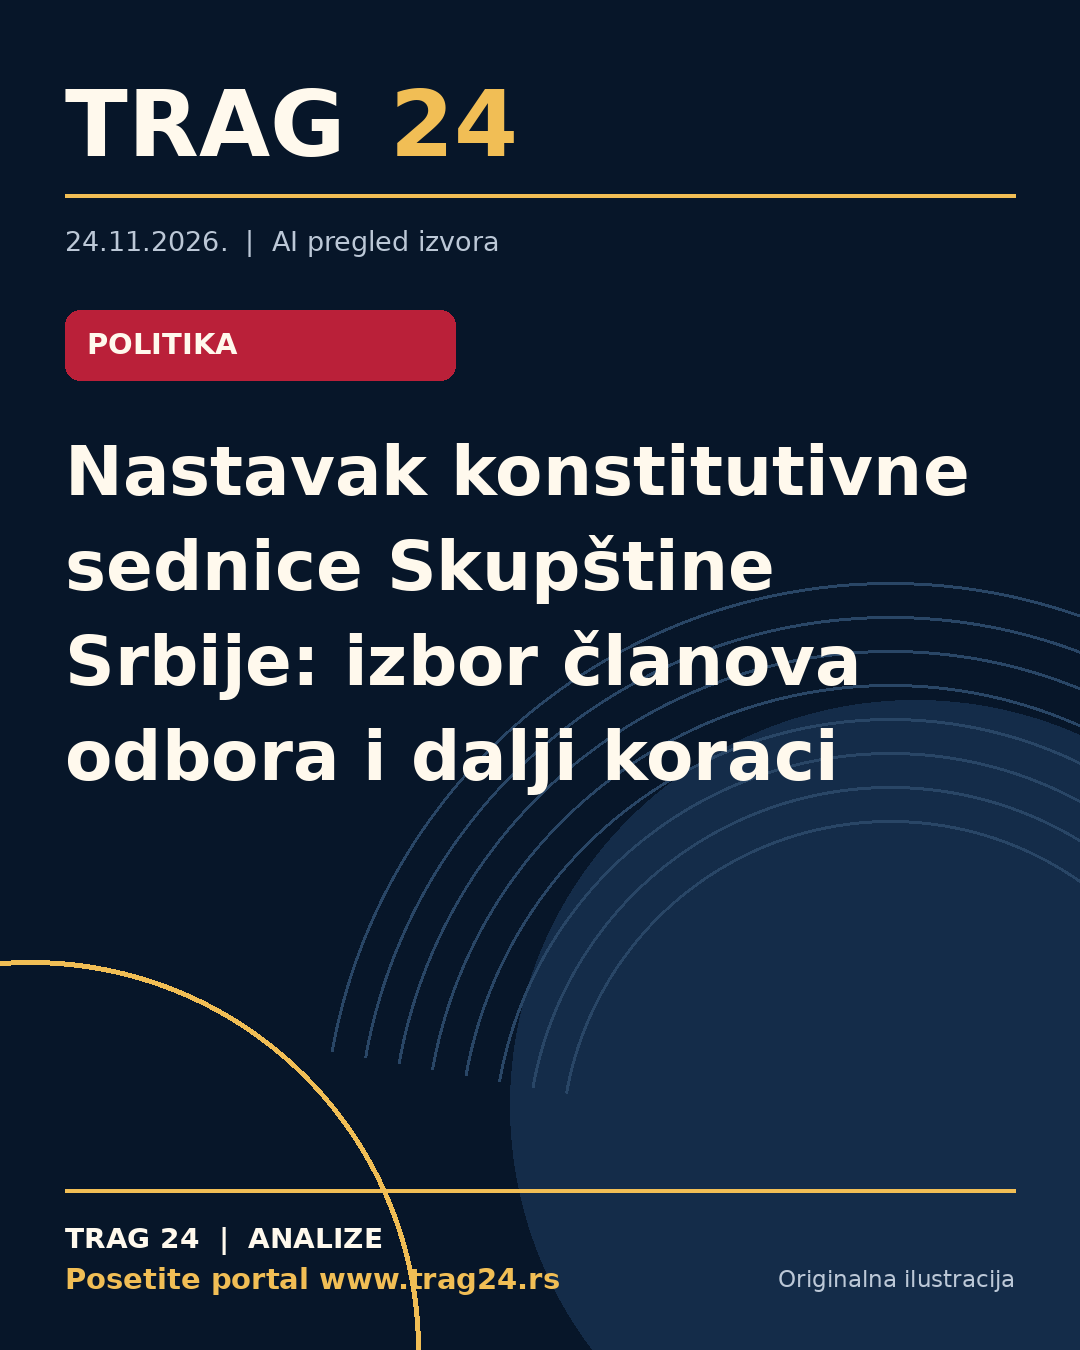 TRAG 24
24.11.2026. | AI pregled izvora
POLITIKA
Nastavak konstitutivne
sednice Skupštine
Srbije: izbor članova
odbora i dalji koraci
TRAG 24 | ANALIZE
Posetite portal www.trag24.rs
Originalna ilustracija